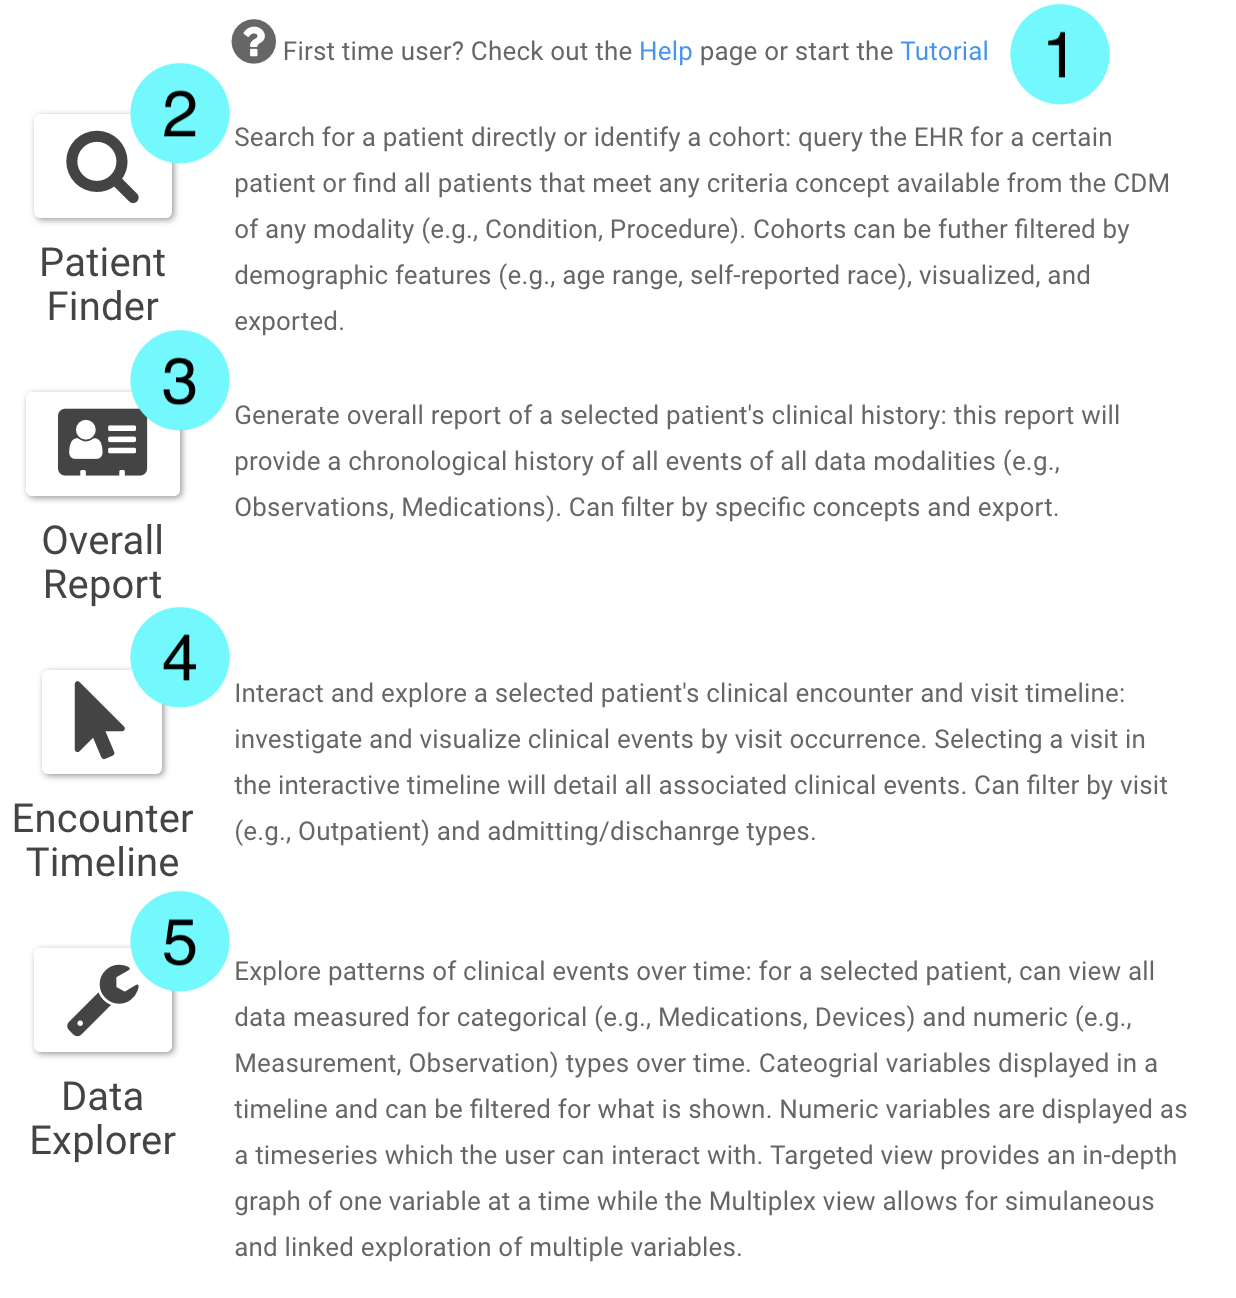 First time user? Check out the Help page or start the Tutorial
1
2
Patient
Finder
Search for a patient directly or identify a cohort: query the EHR for a certain
patient or find all patients that meet any criteria concept available from the CDM
of any modality (e.g., Condition, Procedure). Cohorts can be futher filtered by
demographic features (e.g., age range, self-reported race), visualized, and
exported.
3
Overall
Report
Generate overall report of a selected patient's clinical history: this report will
provide a chronological history of all events of all data modalities (e.g.,
Observations, Medications). Can filter by specific concepts and export.
4
Encounter
Timeline
Interact and explore a selected patient's clinical encounter and visit timeline:
investigate and visualize clinical events by visit occurrence. Selecting a visit in
the interactive timeline will detail all associated clinical events. Can filter by visit
(e.g., Outpatient) and admitting/dischanrge types.
5
Data
Explorer
Explore patterns of clinical events over time: for a selected patient, can view all
data measured for categorical (e.g., Medications, Devices) and numeric (e.g.,
Measurement, Observation) types over time. Cateogrial variables displayed in a
timeline and can be filtered for what is shown. Numeric variables are displayed as
a timeseries which the user can interact with. Targeted view provides an in-depth
graph of one variable at a time while the Multiplex view allows for simulaneous
and linked exploration of multiple variables.